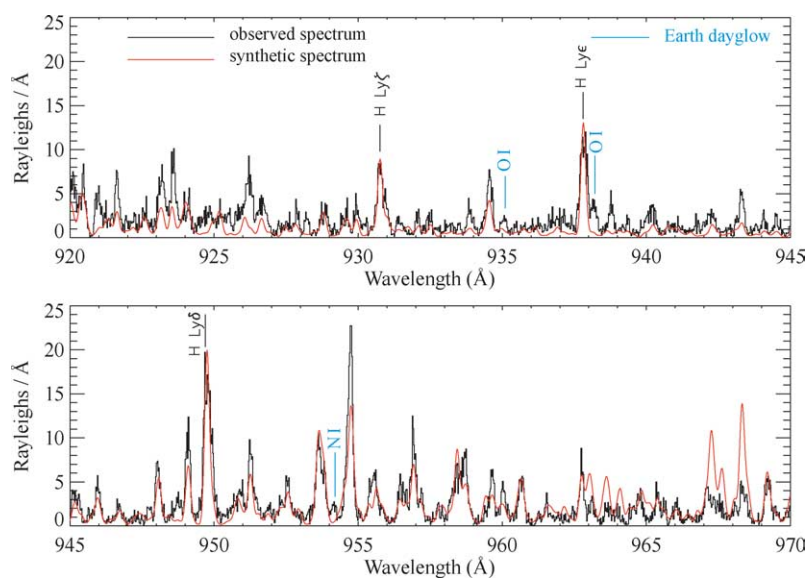 observed spectrum
synthetic spectrum
Earth dayglow
Rayleighs / Å
25
20
15
10
5
0
H Lyζ
H Lyϵ
O I
O I
920
925
930
935
940
945
Wavelength (Å)
Rayleighs / Å
25
20
15
10
5
0
H Lyδ
N I
945
950
955
960
965
970
Wavelength (Å)